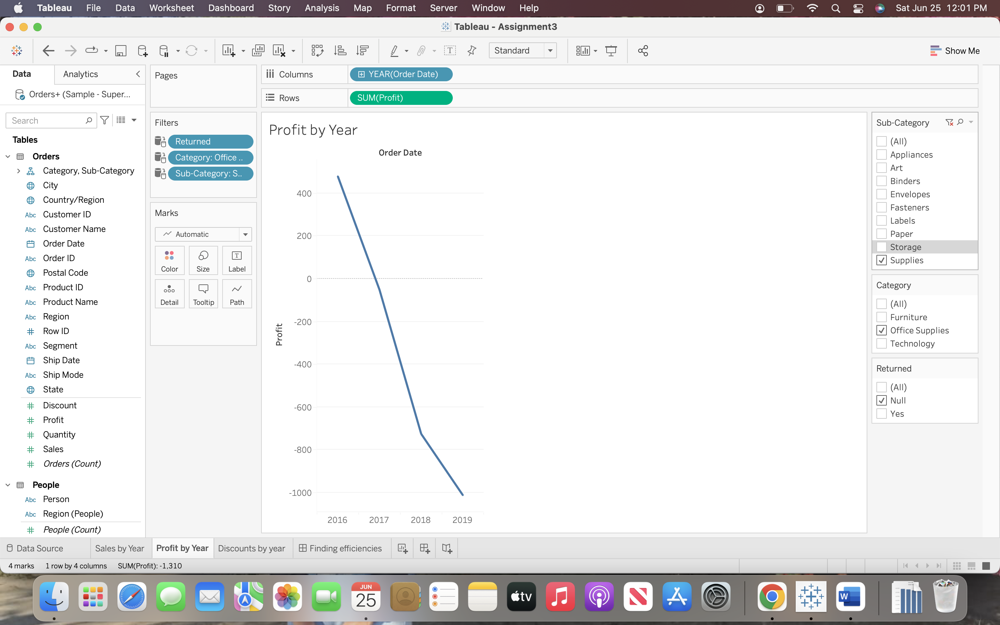 Tableau File Data Worksheet Dashboard Story Analysis Map Format Server Window Help Sat Jun 25 12:01 PM
Tableau - Assignment3
Standard Show Me
Data Analytics
Orders+ (Sample - Super...
Search
Tables
Orders
Category, Sub-Category
City
Country/Region
Abc Customer ID
Abc Customer Name
Order Date
Abc Order ID
Postal Code
Abc Product ID
Abc Product Name
Abc Region
Row ID
Abc Segment
Ship Date
Abc Ship Mode
State
Discount
Profit
Quantity
Sales
Orders (Count)
People
Abc Person
Abc Region (People)
People (Count)
Pages
Filters
Returned
Category: Office ..
Sub-Category: S..
Marks
Automatic
Color Size Label
Detail Tooltip Path
Columns YEAR(Order Date)
Rows SUM(Profit)
Profit by Year
Order Date
400
200
0
-200
-400
-600
-800
-1000
Profit
2016 2017 2018 2019
Sub-Category
(All)
Appliances
Art
Binders
Envelopes
Fasteners
Labels
Paper
Storage
Supplies
Category
(All)
Furniture
Office Supplies
Technology
Returned
(All)
Null
Yes
Data Source Sales by Year Profit by Year Discounts by year Finding efficiencies
4 marks 1 row by 4 columns SUM(Profit): -1,310
JUN
25
tv
W